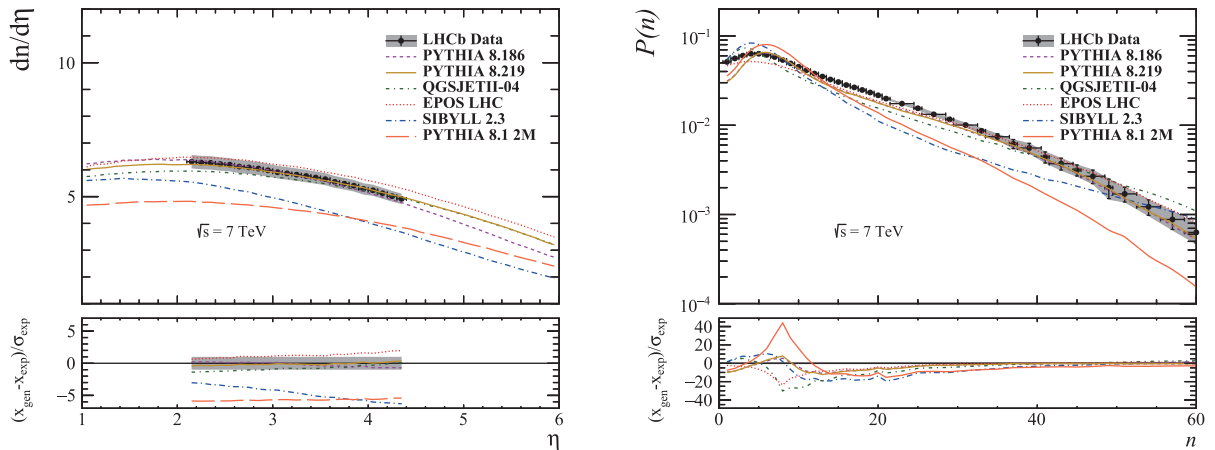 dn/dη
10
5
LHCb Data
PYTHIA 8.186
PYTHIA 8.219
QGSJETII-04
EPOS LHC
SIBYLL 2.3
PYTHIA 8.1 2M
√s = 7 TeV
(x_gen-x_exp)/σ_exp
5
0
−5
1 2 3 4 5 6
η
P(n)
10⁻¹
10⁻²
10⁻³
10⁻⁴
LHCb Data
PYTHIA 8.186
PYTHIA 8.219
QGSJETII-04
EPOS LHC
SIBYLL 2.3
PYTHIA 8.1 2M
√s = 7 TeV
(x_gen-x_exp)/σ_exp
40
20
0
−20
−40
0 20 40 60
n